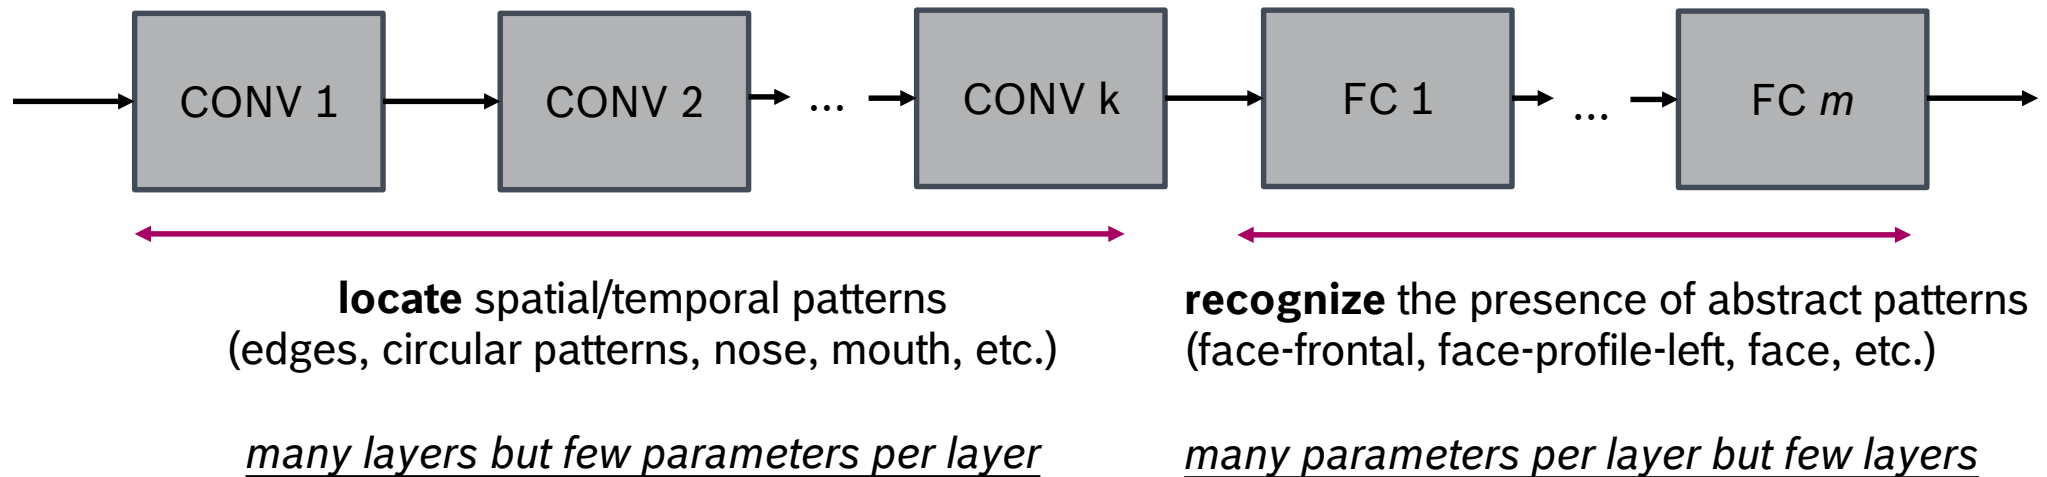 CONV 1
CONV 2
...
CONV k
FC 1
...
FC m
locate spatial/temporal patterns
(edges, circular patterns, nose, mouth, etc.)
many layers but few parameters per layer
recognize the presence of abstract patterns
(face-frontal, face-profile-left, face, etc.)
many parameters per layer but few layers